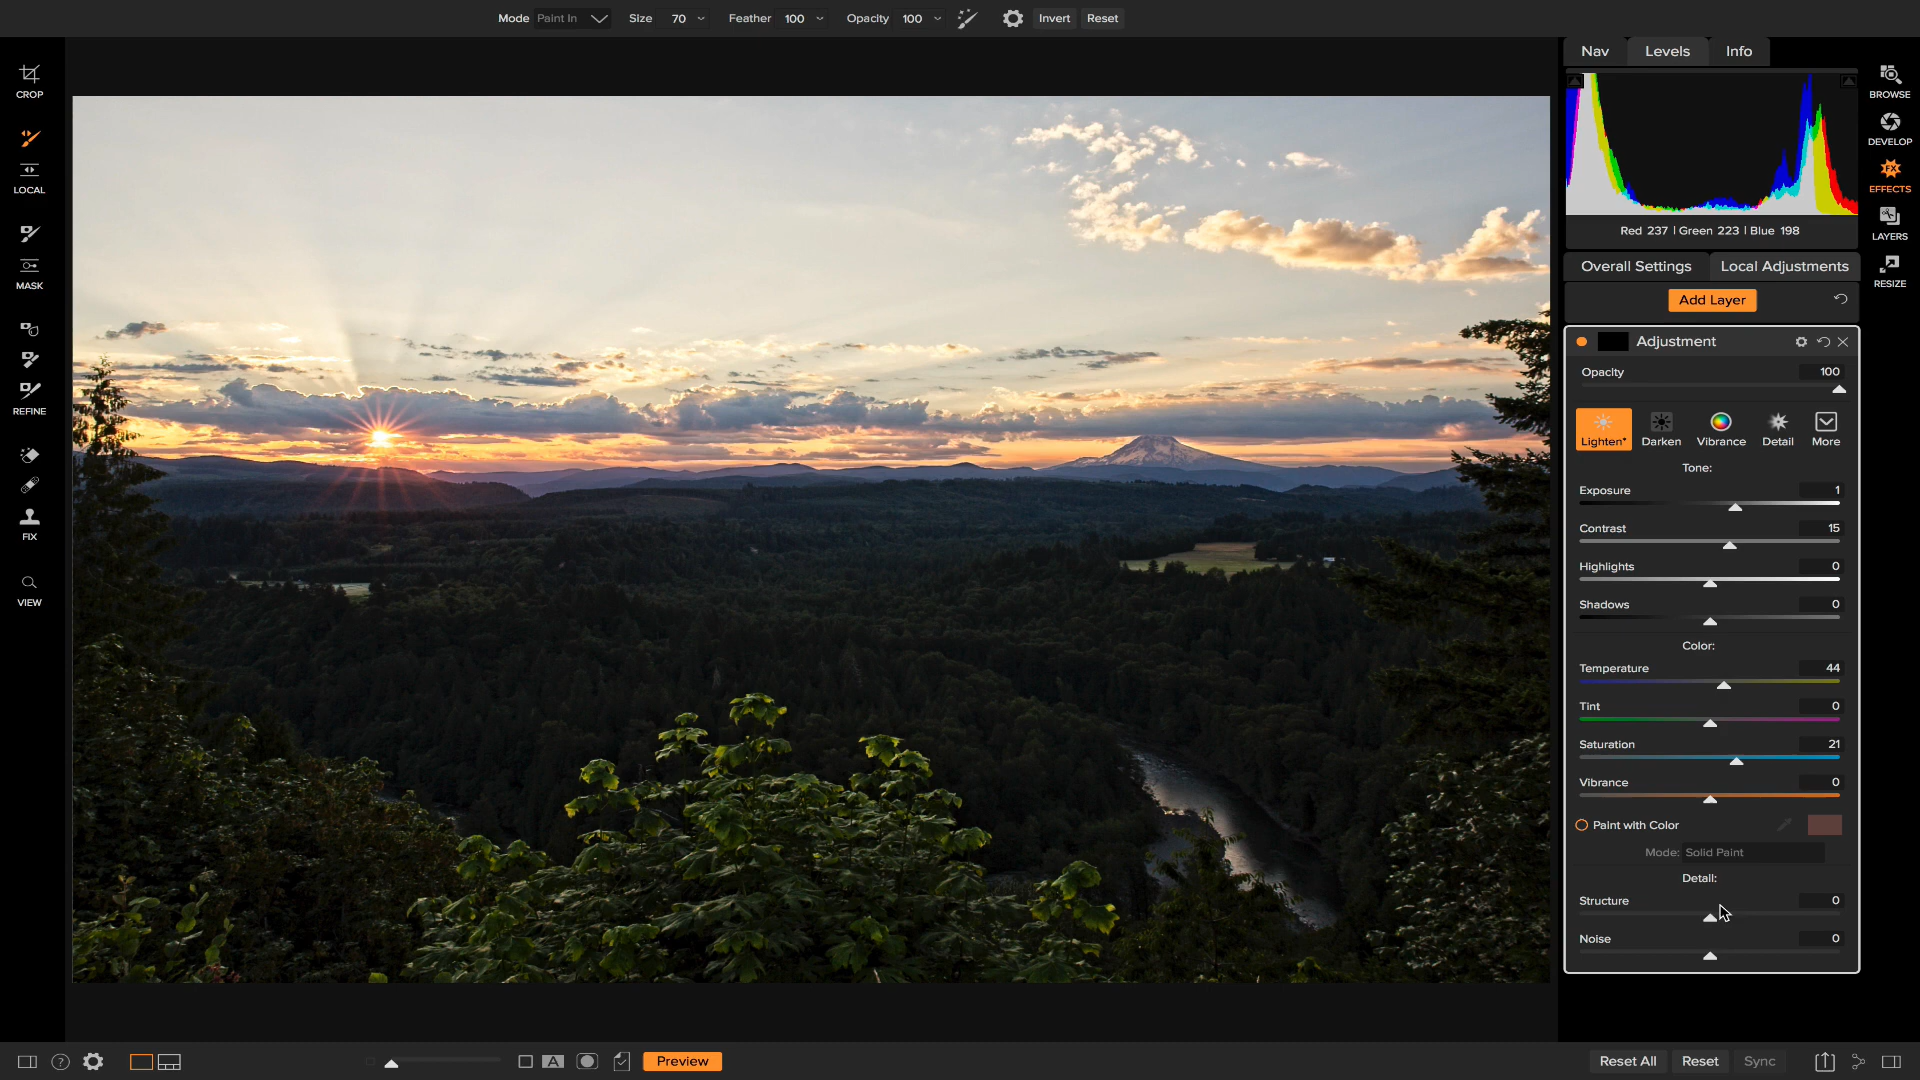 Mode Paint In Size 70 Feather 100 Opacity 100 Invert Reset
Nav Levels Info
CROP
LOCAL
MASK
REFINE
FIX
VIEW
BROWSE
DEVELOP
FX
EFFECTS
LAYERS
RESIZE
Red 237 | Green 223 | Blue 198
Overall Settings Local Adjustments
Add Layer
Adjustment
Opacity 100
Lighten* Darken Vibrance Detail More
Tone:
Exposure 1
Contrast 15
Highlights 0
Shadows 0
Color:
Temperature 44
Tint 0
Saturation 21
Vibrance 0
Paint with Color
Mode: Solid Paint
Detail:
Structure 0
Noise 0
? A Preview Reset All Reset Sync